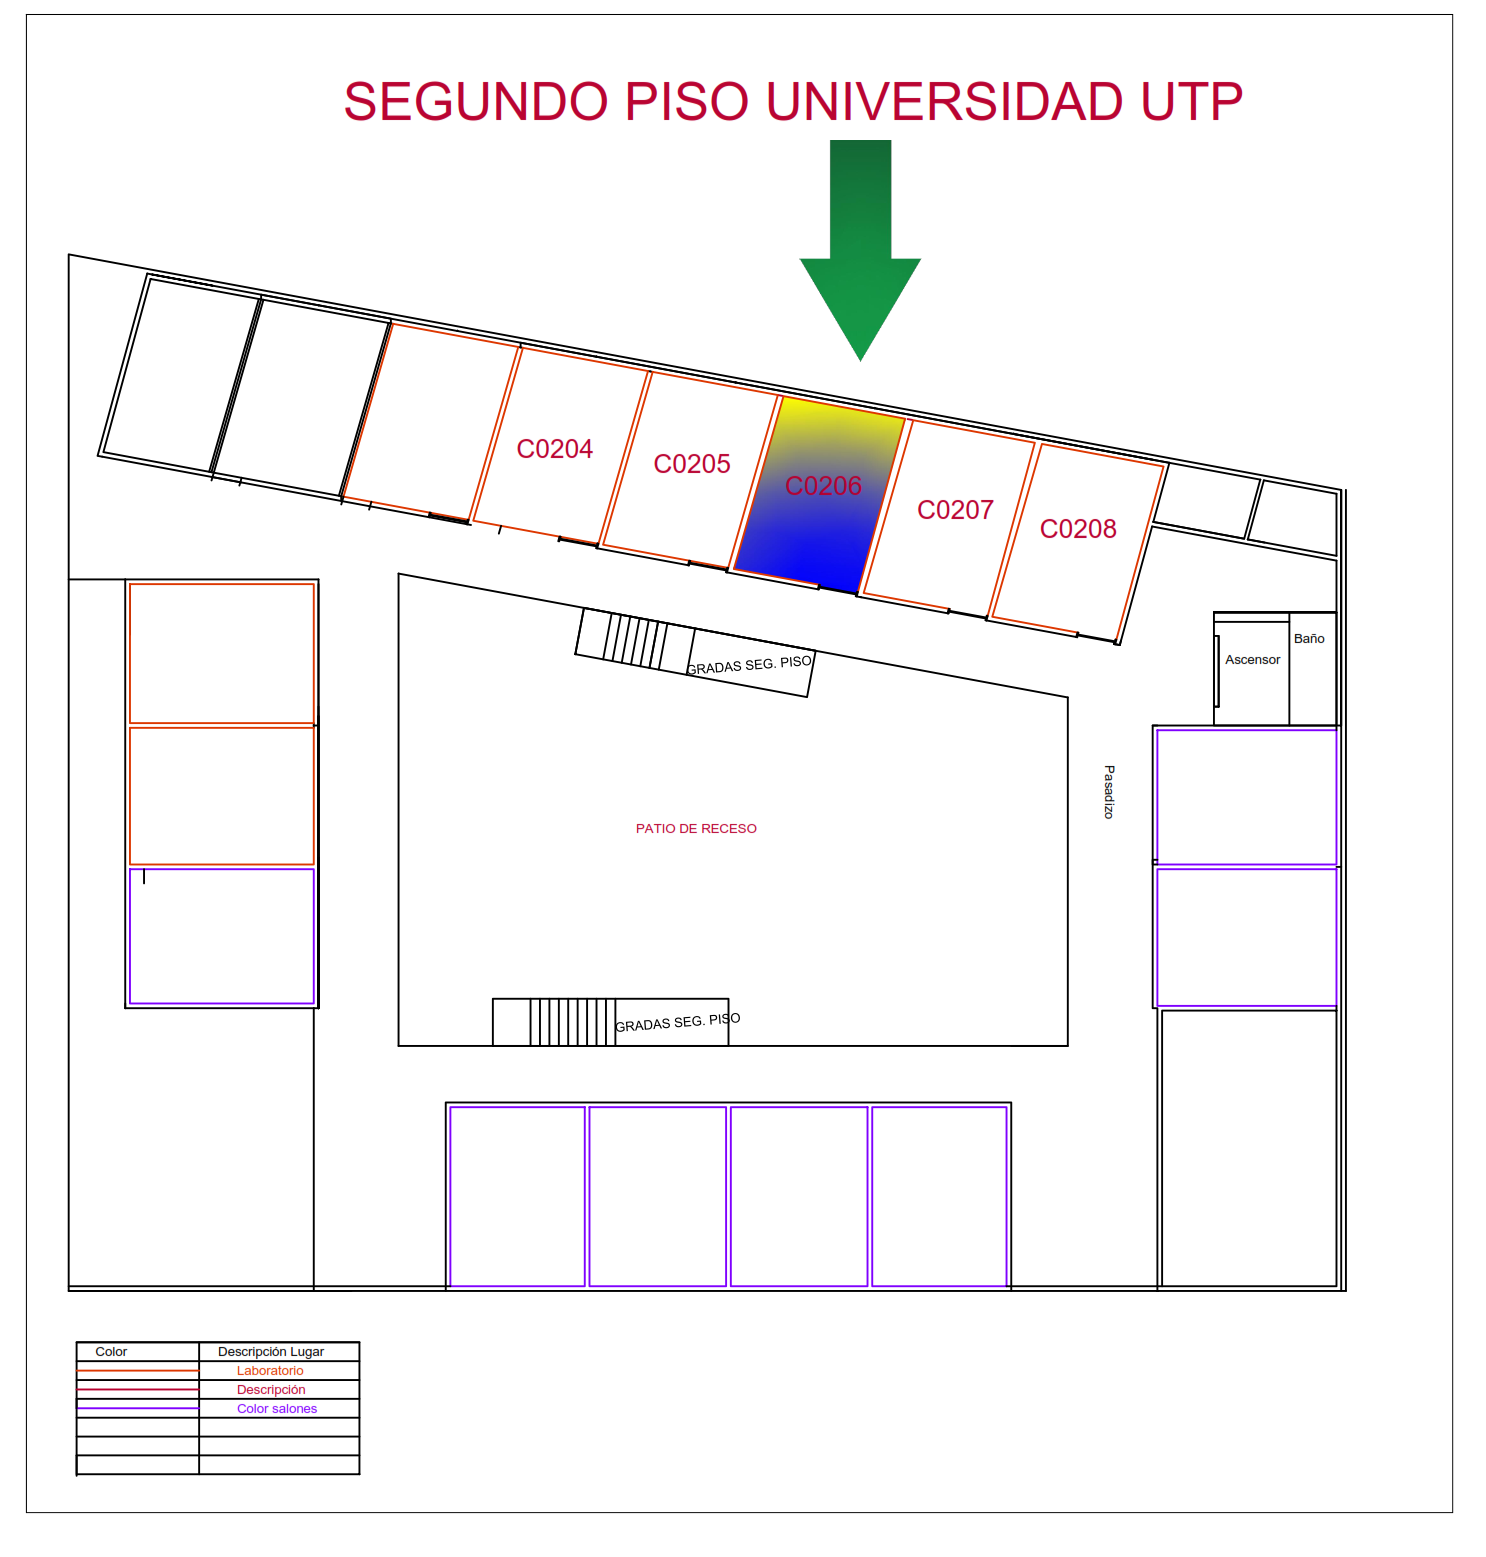 SEGUNDO PISO UNIVERSIDAD UTP
C0204
C0205
C0206
C0207
C0208
GRADAS SEG. PISO
Ascensor
Baño
Pasadizo
PATIO DE RECESO
GRADAS SEG. PISO
Color Descripción Lugar
Laboratorio
Descripción
Color salones